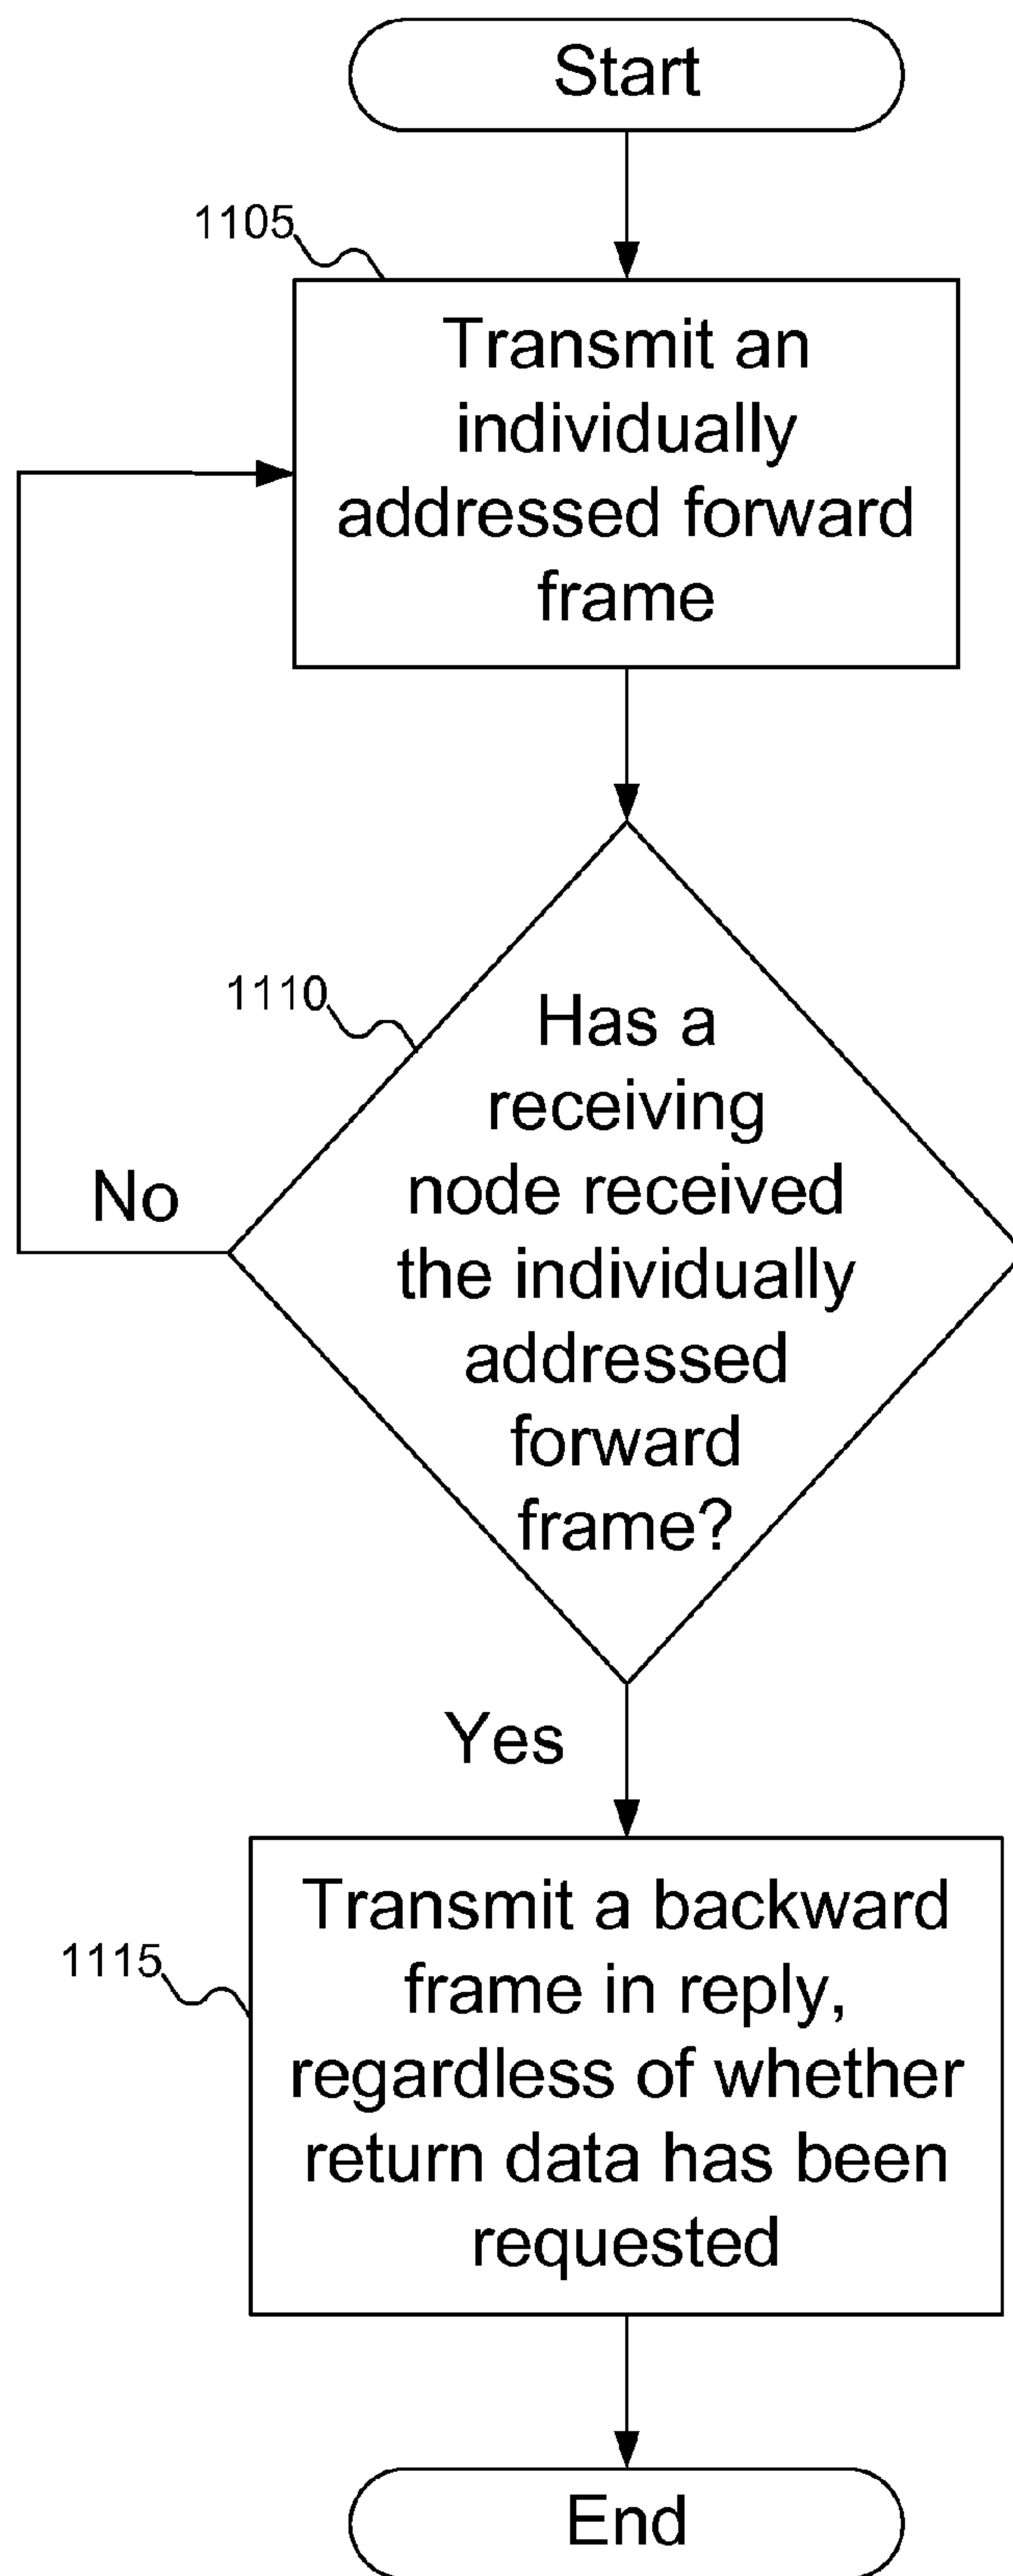 Start
1105
Transmit an
individually
addressed forward
frame
1110
Has a
receiving
node received
the individually
addressed
forward
frame?
No
Yes
1115
Transmit a backward
frame in reply,
regardless of whether
return data has been
requested
End